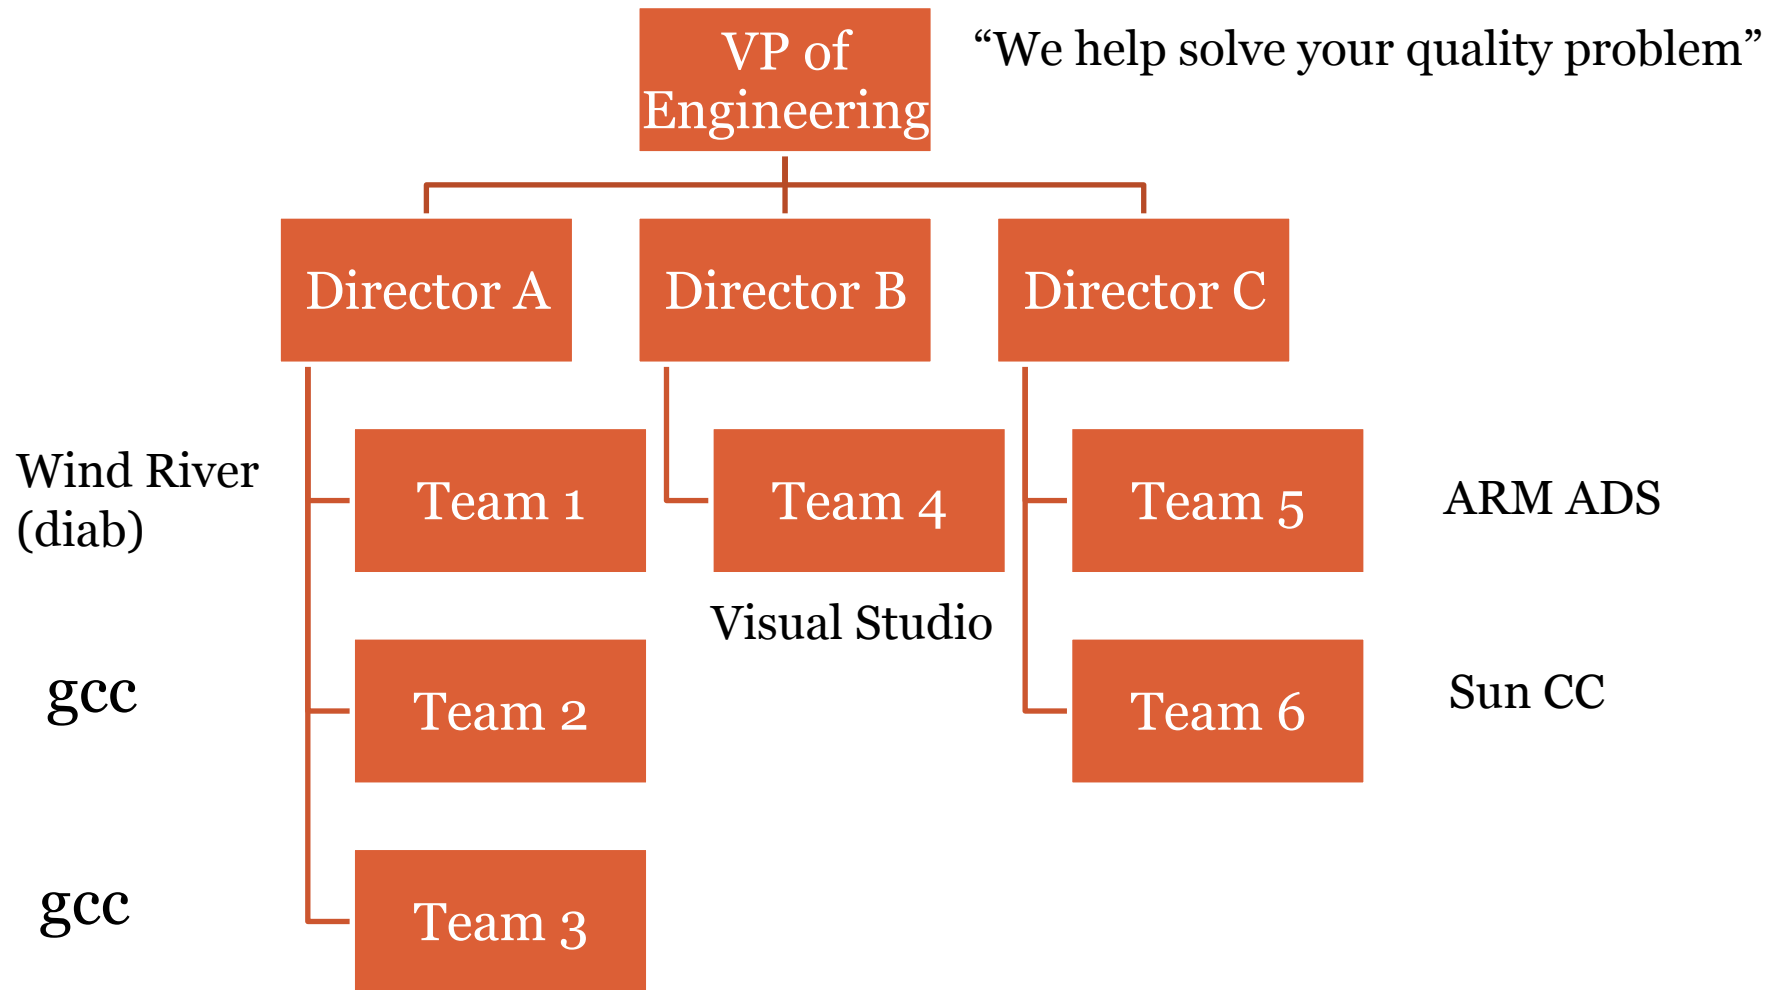 VP of
Engineering
“We help solve your quality problem”
Director A
Director B
Director C
Wind River
(diab)
Team 1
Team 4
Team 5
ARM ADS
Visual Studio
gcc
Team 2
Team 6
Sun CC
gcc
Team 3